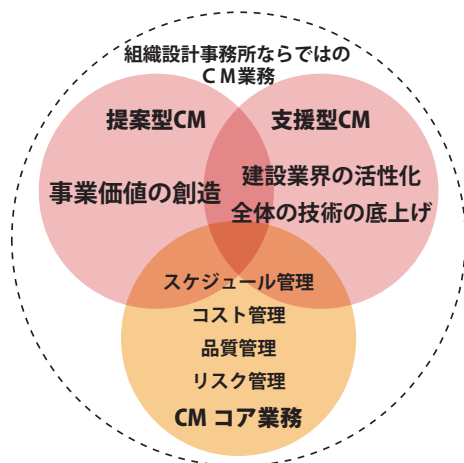 組織設計事務所ならではの
CM業務
提案型CM
支援型CM
事業価値の創造
建設業界の活性化
全体の技術の底上げ
スケジュール管理
コスト管理
品質管理
リスク管理
CM コア業務